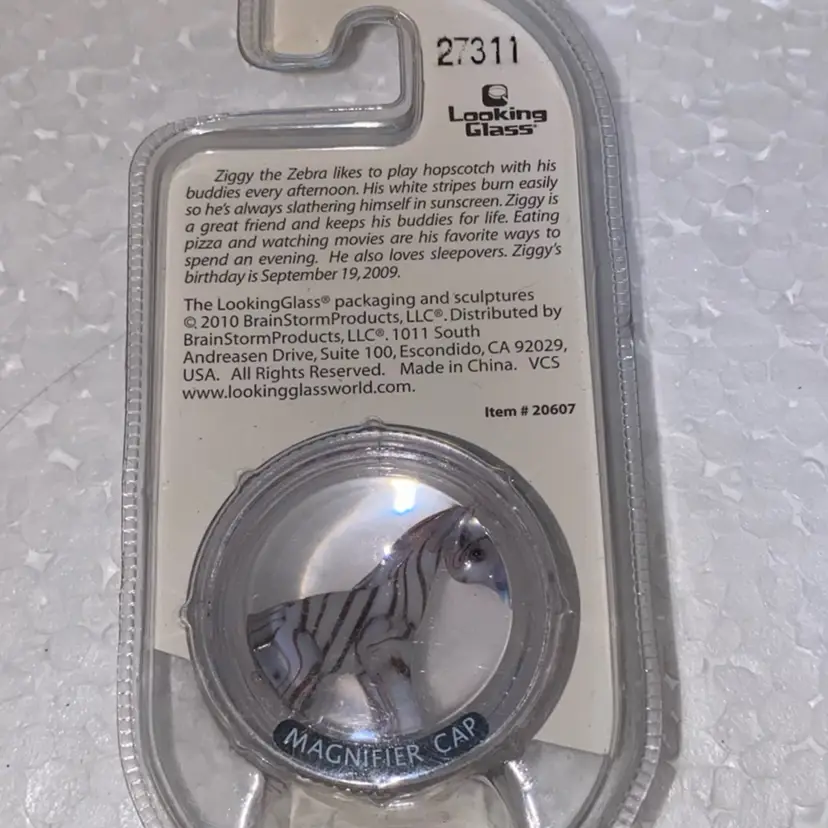 27311
Looking
Glass®
Ziggy the Zebra likes to play hopscotch with his
buddies every afternoon. His white stripes burn easily
so he's always slathering himself in sunscreen. Ziggy is
a great friend and keeps his buddies for life. Eating
pizza and watching movies are his favorite ways to
spend an evening. He also loves sleepovers. Ziggy's
birthday is September 19, 2009.
The LookingGlass® packaging and sculptures
© 2010 BrainStormProducts, LLC®. Distributed by
BrainStormProducts, LLC®. 1011 South
Andreasen Drive, Suite 100, Escondido, CA 92029,
USA. All Rights Reserved. Made in China. VCS
www.lookingglassworld.com.
Item # 20607
MAGNIFIER CAP